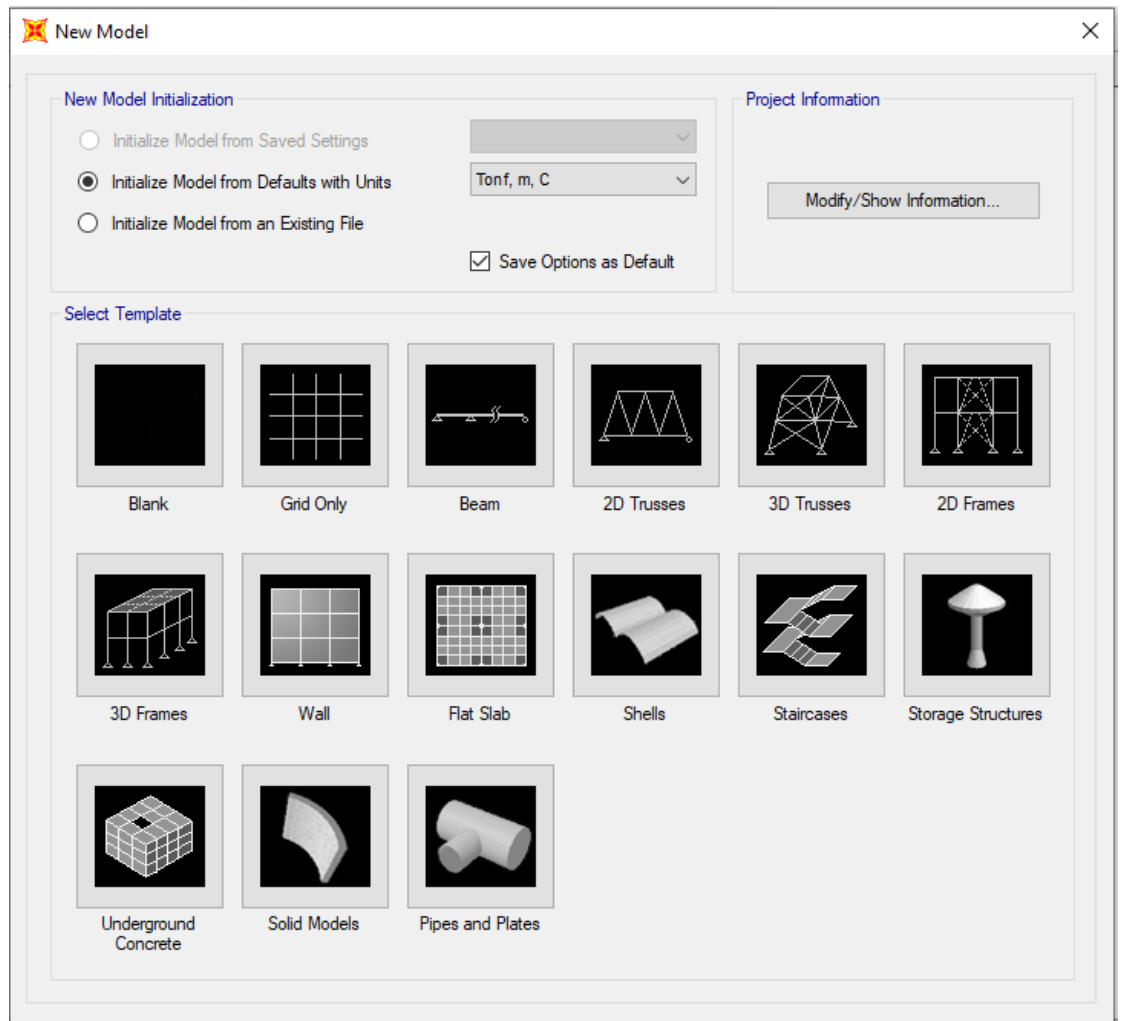 New Model
New Model Initialization
Project Information
Initialize Model from Saved Settings
Initialize Model from Defaults with Units
Tonf, m, C
Modify/Show Information...
Initialize Model from an Existing File
Save Options as Default
Select Template
Blank
Grid Only
Beam
2D Trusses
3D Trusses
2D Frames
3D Frames
Wall
Flat Slab
Shells
Staircases
Storage Structures
Underground
Concrete
Solid Models
Pipes and Plates